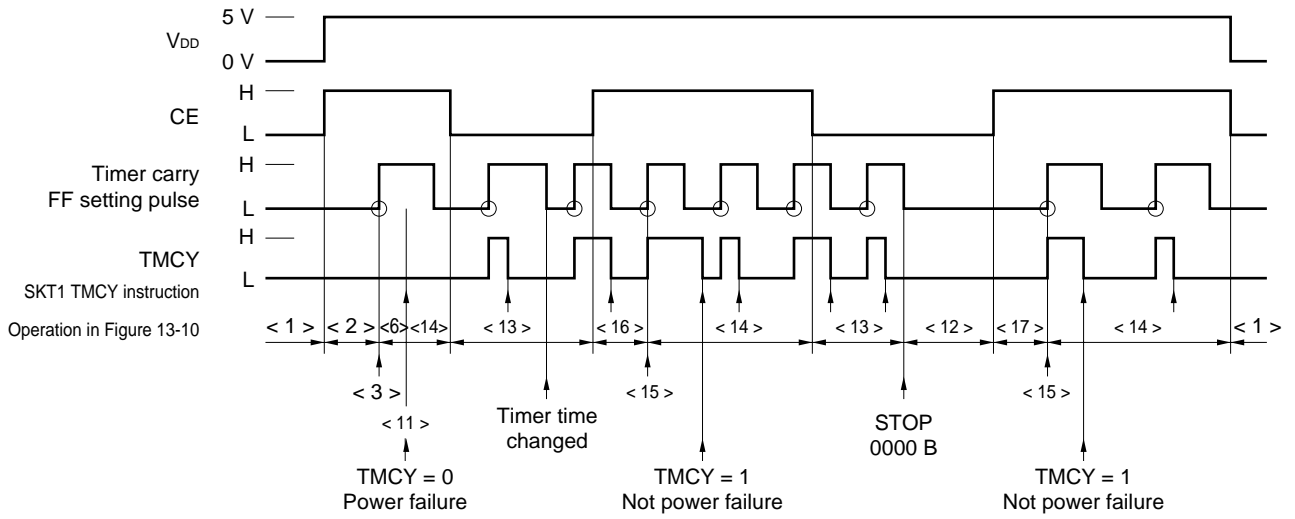 5 V
VDD
0 V
H
CE
L
H
Timer carry
FF setting pulse
L
H
TMCY
L
SKT1 TMCY instruction
Operation in Figure 13-10
< 1 > < 2 > <6> <14> < 13 > < 16 > < 14 > < 13 > < 12 > < 17 > < 14 > < 1 >
< 3 > < 15 > < 15 >
< 11 >
Timer time
changed
STOP
0000 B
TMCY = 0
Power failure
TMCY = 1
Not power failure
TMCY = 1
Not power failure